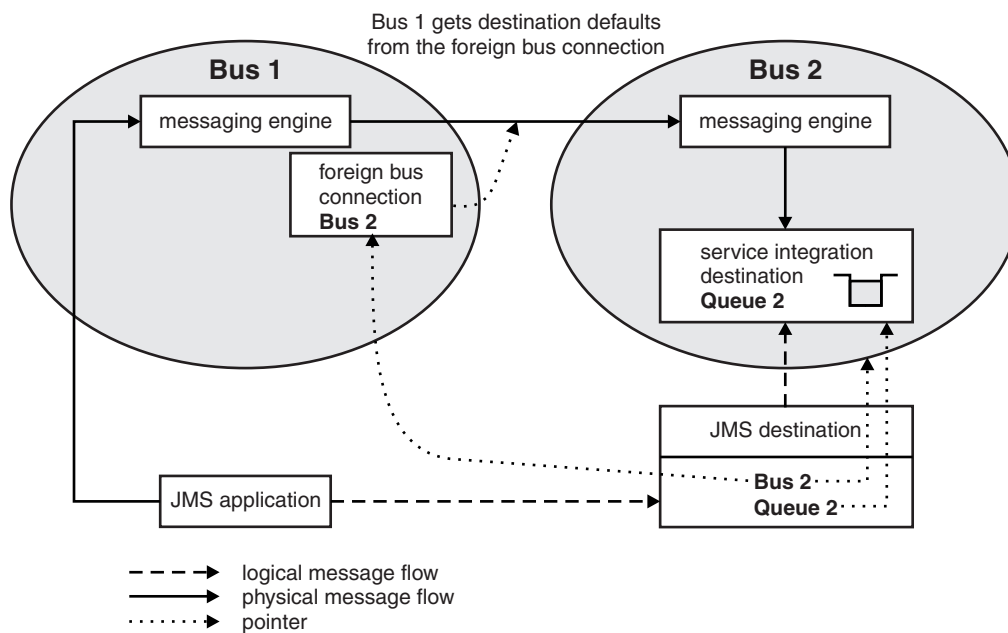 Bus 1 gets destination defaults
from the foreign bus connection
Bus 1
messaging engine
foreign bus
connection
Bus 2
Bus 2
messaging engine
service integration
destination
Queue 2
JMS destination
Bus 2
Queue 2
JMS application
logical message flow
physical message flow
pointer